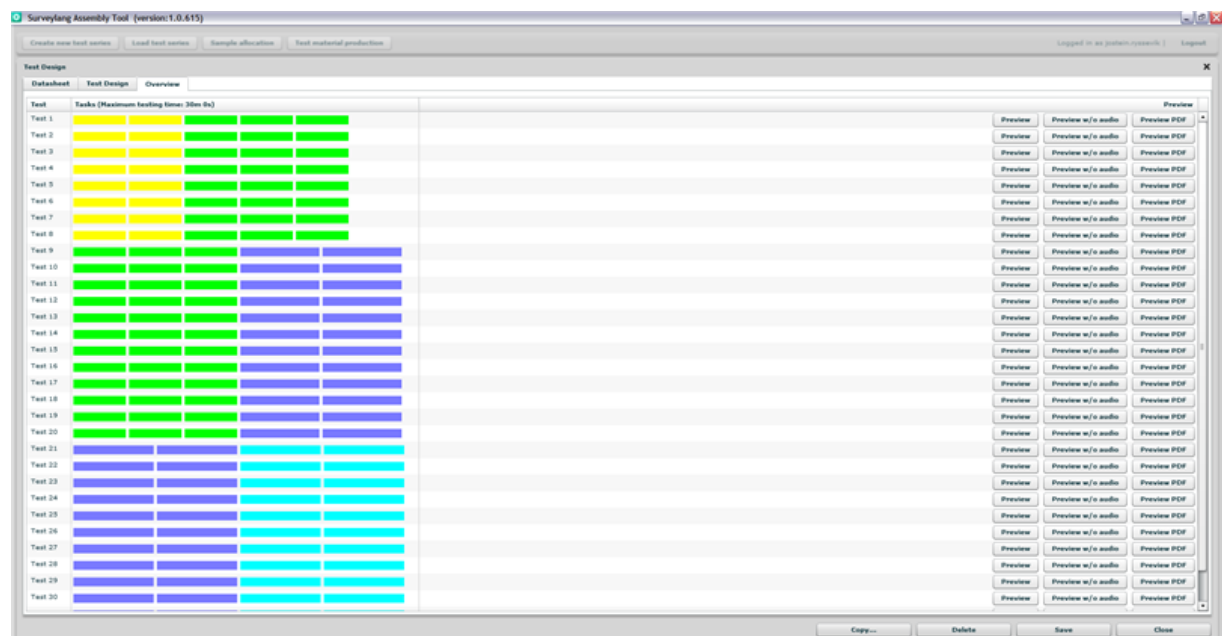 Surveylang Assembly Tool (version:1.0.615)
Create new test series Load test series Sample allocation Test material production Logged in as jostein.ryssevik | Logout
Test Design
Datasheet Test Design Overview
Test Tasks (Maximum testing time: 30m 0s) Preview
Test 1 Preview Preview w/o audio Preview PDF
Test 2 Preview Preview w/o audio Preview PDF
Test 3 Preview Preview w/o audio Preview PDF
Test 4 Preview Preview w/o audio Preview PDF
Test 5 Preview Preview w/o audio Preview PDF
Test 6 Preview Preview w/o audio Preview PDF
Test 7 Preview Preview w/o audio Preview PDF
Test 8 Preview Preview w/o audio Preview PDF
Test 9 Preview Preview w/o audio Preview PDF
Test 10 Preview Preview w/o audio Preview PDF
Test 11 Preview Preview w/o audio Preview PDF
Test 12 Preview Preview w/o audio Preview PDF
Test 13 Preview Preview w/o audio Preview PDF
Test 14 Preview Preview w/o audio Preview PDF
Test 15 Preview Preview w/o audio Preview PDF
Test 16 Preview Preview w/o audio Preview PDF
Test 17 Preview Preview w/o audio Preview PDF
Test 18 Preview Preview w/o audio Preview PDF
Test 19 Preview Preview w/o audio Preview PDF
Test 20 Preview Preview w/o audio Preview PDF
Test 21 Preview Preview w/o audio Preview PDF
Test 22 Preview Preview w/o audio Preview PDF
Test 23 Preview Preview w/o audio Preview PDF
Test 24 Preview Preview w/o audio Preview PDF
Test 25 Preview Preview w/o audio Preview PDF
Test 26 Preview Preview w/o audio Preview PDF
Test 27 Preview Preview w/o audio Preview PDF
Test 28 Preview Preview w/o audio Preview PDF
Test 29 Preview Preview w/o audio Preview PDF
Test 30 Preview Preview w/o audio Preview PDF
Copy... Delete Save Close